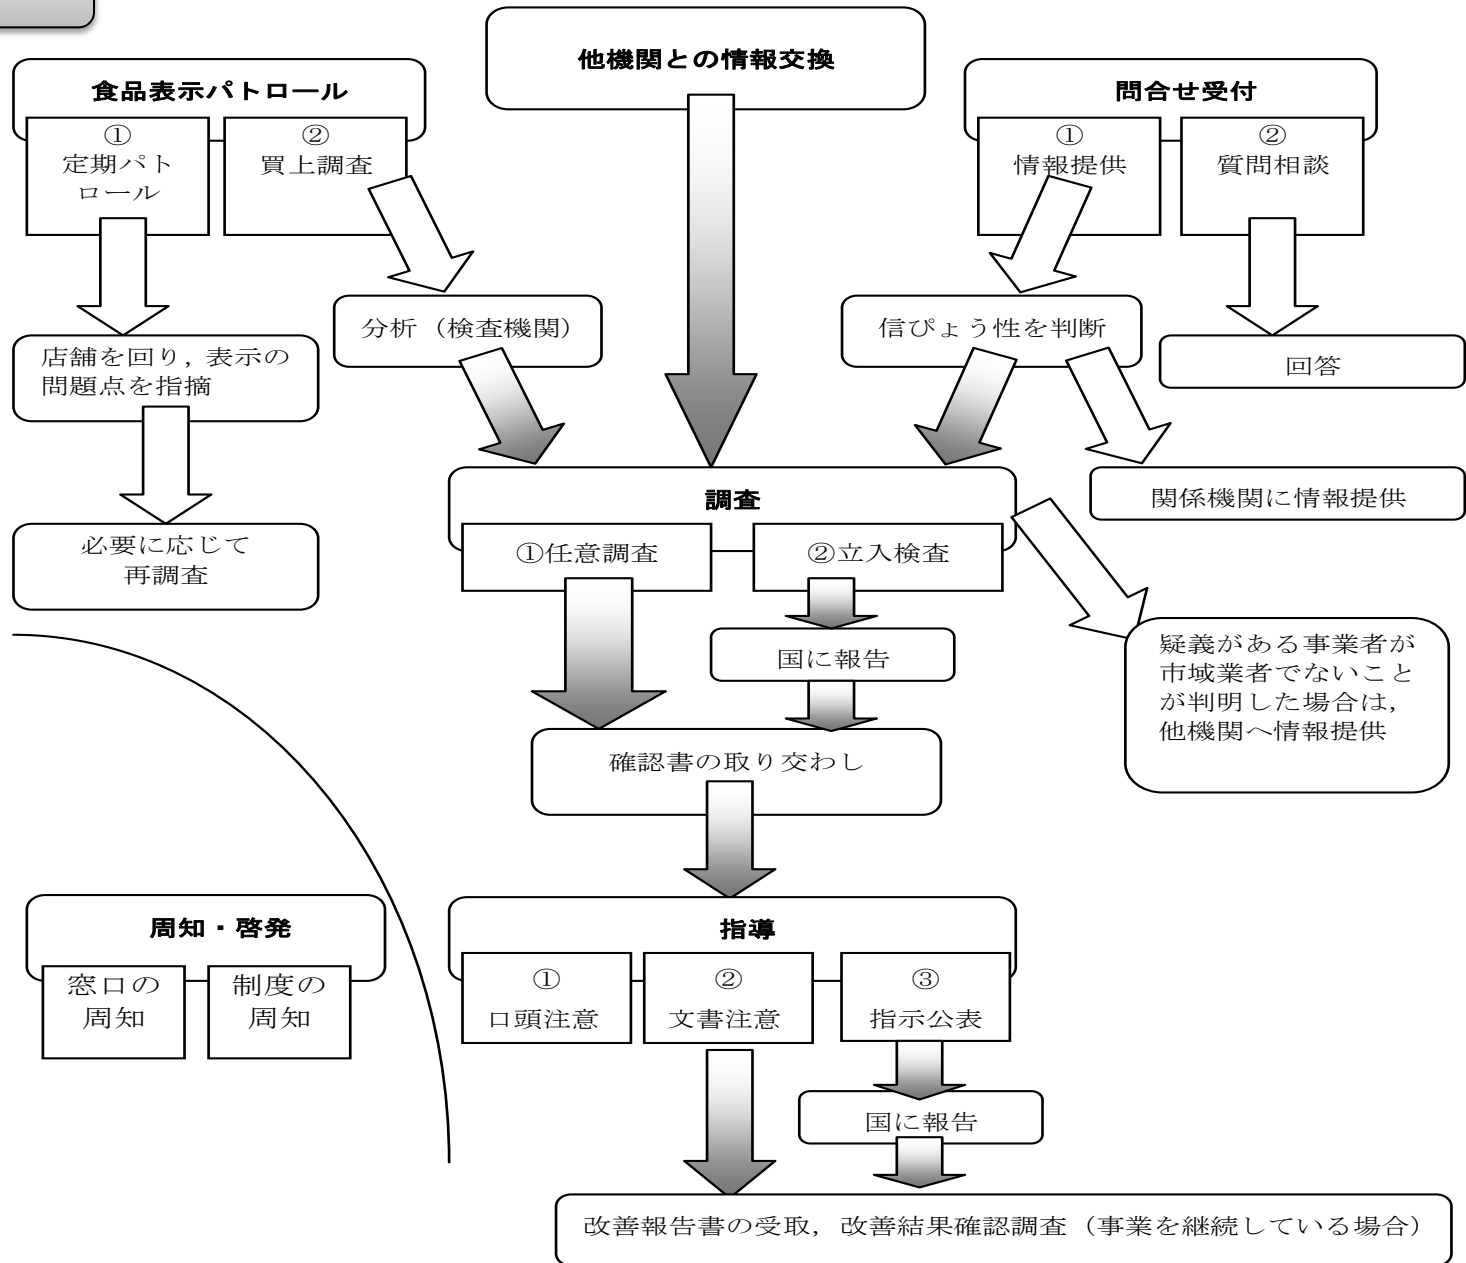 他機関との情報交換
食品表示パトロール
①
定期パト
ロール
②
買上調査
問合せ受付
①
情報提供
②
質問相談
分析（検査機関）
信ぴょう性を判断
店舗を回り，表示の
問題点を指摘
回答
調査
①任意調査
②立入検査
関係機関に情報提供
必要に応じて
再調査
国に報告
疑義がある事業者が
市域業者でないこと
が判明した場合は，
他機関へ情報提供
確認書の取り交わし
周知・啓発
窓口の
周知
制度の
周知
指導
①
口頭注意
②
文書注意
③
指示公表
国に報告
改善報告書の受取，改善結果確認調査（事業を継続している場合）